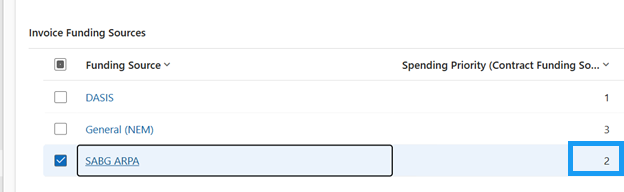 Invoice Funding Sources
Funding Source Spending Priority (Contract Funding So...
DASIS 1
General (NEM) 3
SABG ARPA 2